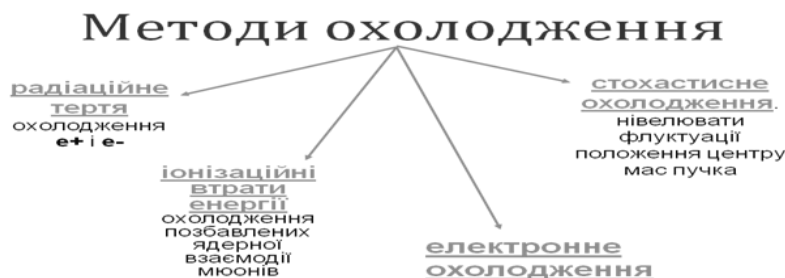 Методи охолодження
радіаційне
тертя
охолодження
e+ і e-
іонізаційні
втрати
енергії
охолодження
позбавлених
ядерної
взаємодії
мюонів
електронне
охолодження
стохастисне
охолодження.
нівелювати
флуктуації
положення центру
мас пучка